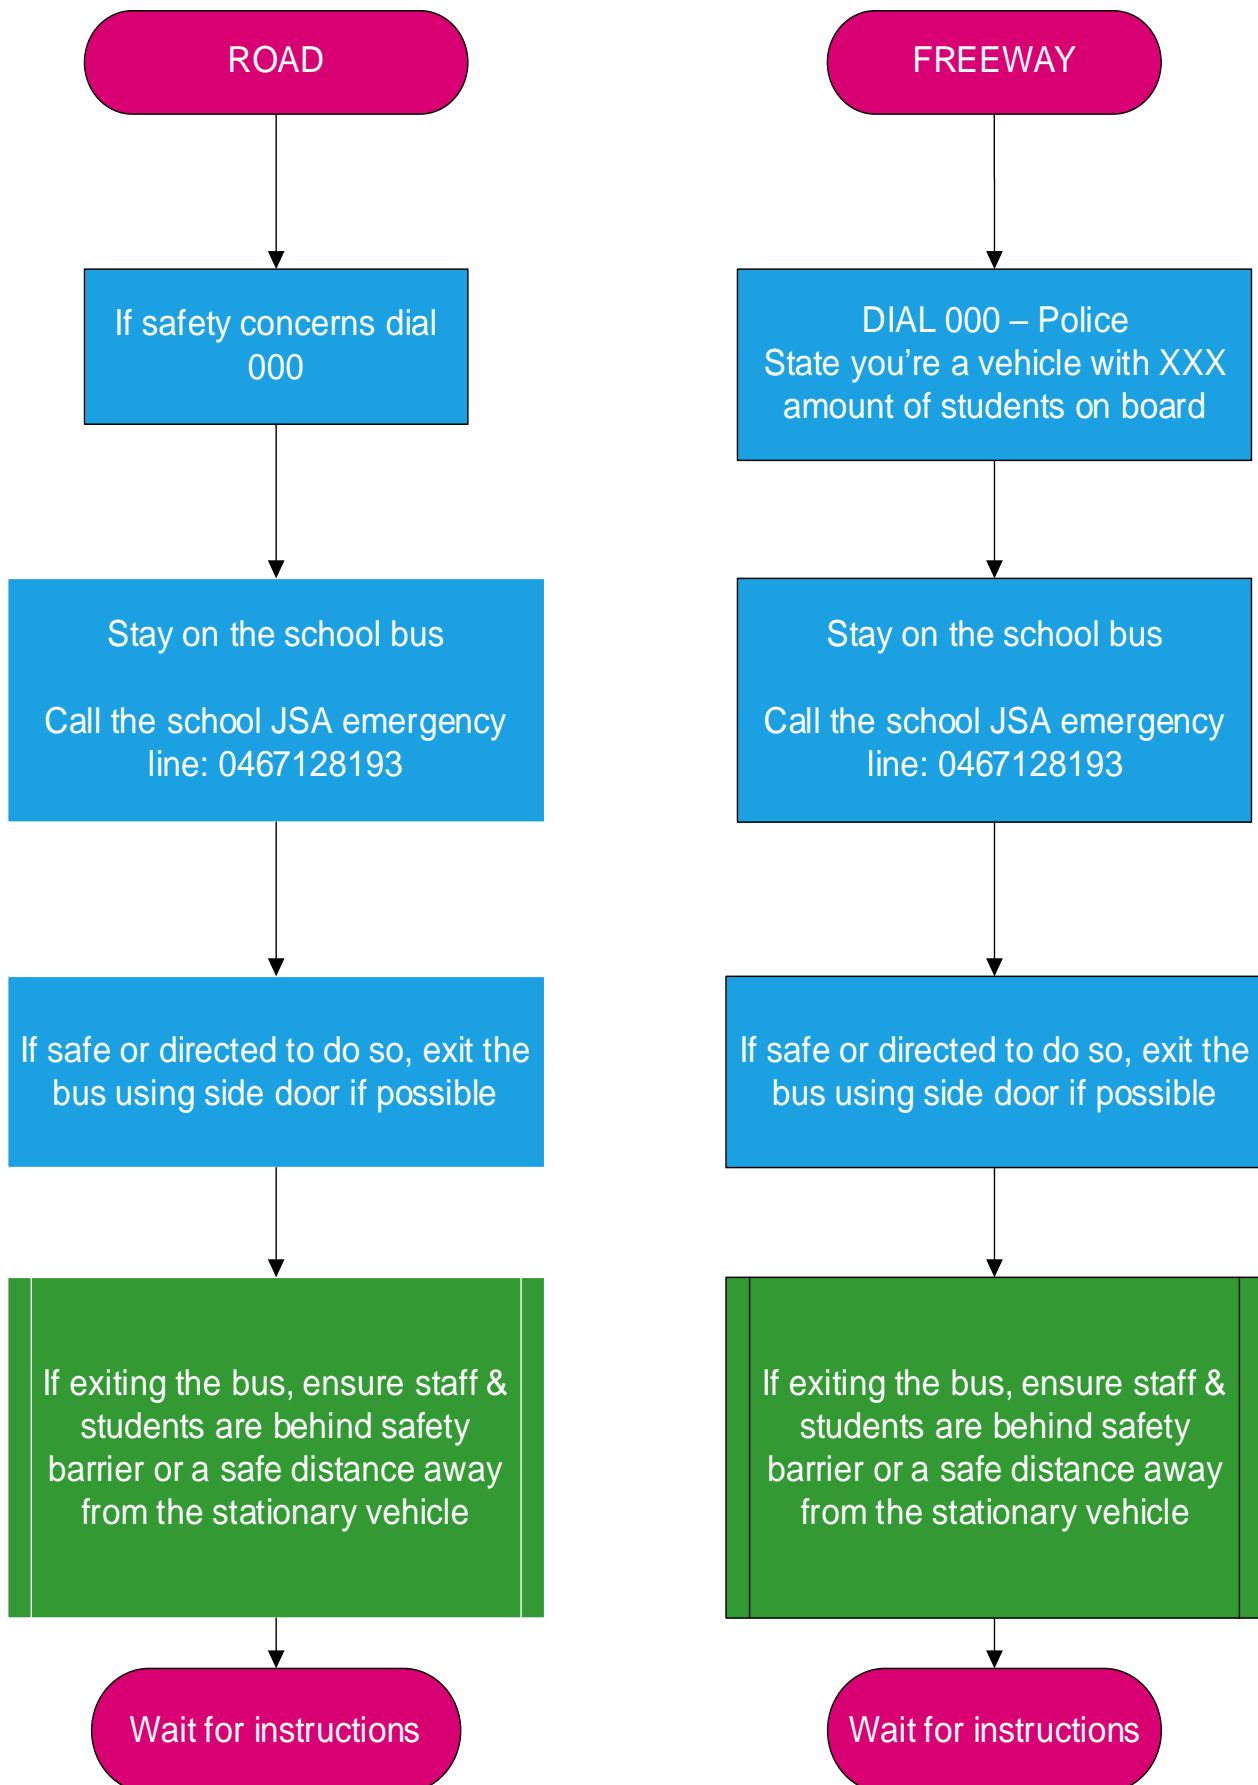 ROAD
If safety concerns dial
000
Stay on the school bus
Call the school JSA emergency
line: 0467128193
If safe or directed to do so, exit the
bus using side door if possible
If exiting the bus, ensure staff &
students are behind safety
barrier or a safe distance away
from the stationary vehicle
Wait for instructions
FREEWAY
DIAL 000 – Police
State you’re a vehicle with XXX
amount of students on board
Stay on the school bus
Call the school JSA emergency
line: 0467128193
If safe or directed to do so, exit the
bus using side door if possible
If exiting the bus, ensure staff &
students are behind safety
barrier or a safe distance away
from the stationary vehicle
Wait for instructions